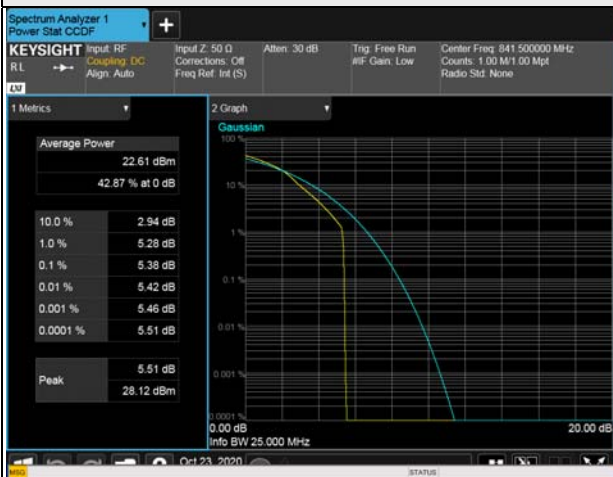 Spectrum Analyzer 1
Power Stat CCDF
KEYSIGHT
RL
LXI
Input: RF
Coupling: DC
Align: Auto
Input Z: 50 Ω
Corrections: Off
Freq Ref: Int (S)
Atten: 30 dB
Trig: Free Run
#IF Gain: Low
Center Freq: 841.500000 MHz
Counts: 1.00 M/1.00 Mpt
Radio Std: None
1 Metrics
Average Power
22.61 dBm
42.87 % at 0 dB
10.0 % 2.94 dB
1.0 % 5.28 dB
0.1 % 5.38 dB
0.01 % 5.42 dB
0.001 % 5.46 dB
0.0001 % 5.51 dB
Peak
5.51 dB
28.12 dBm
2 Graph
Gaussian
100 %
10 %
1 %
0.1 %
0.01 %
0.001 %
0.0001 %
0.00 dB 20.00 dB
Info BW 25.000 MHz
Oct 23, 2020
MSG STATUS